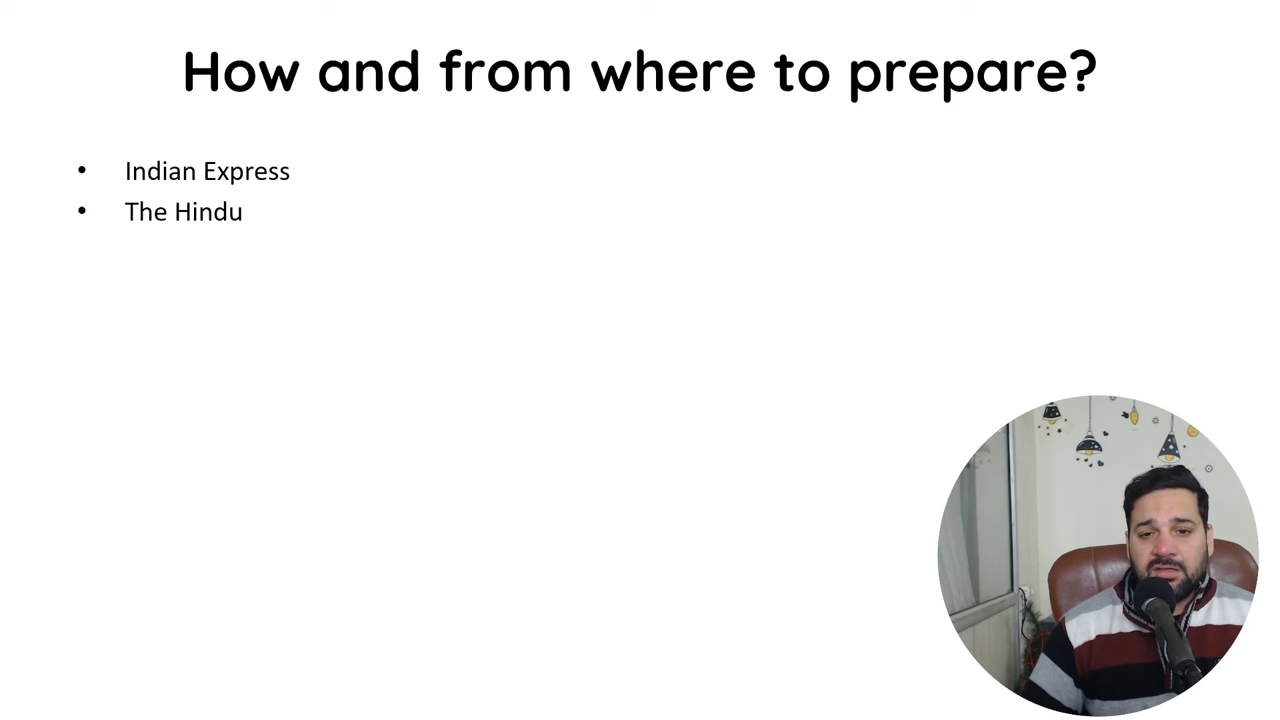 How and from where to prepare?
• Indian Express
• The Hindu